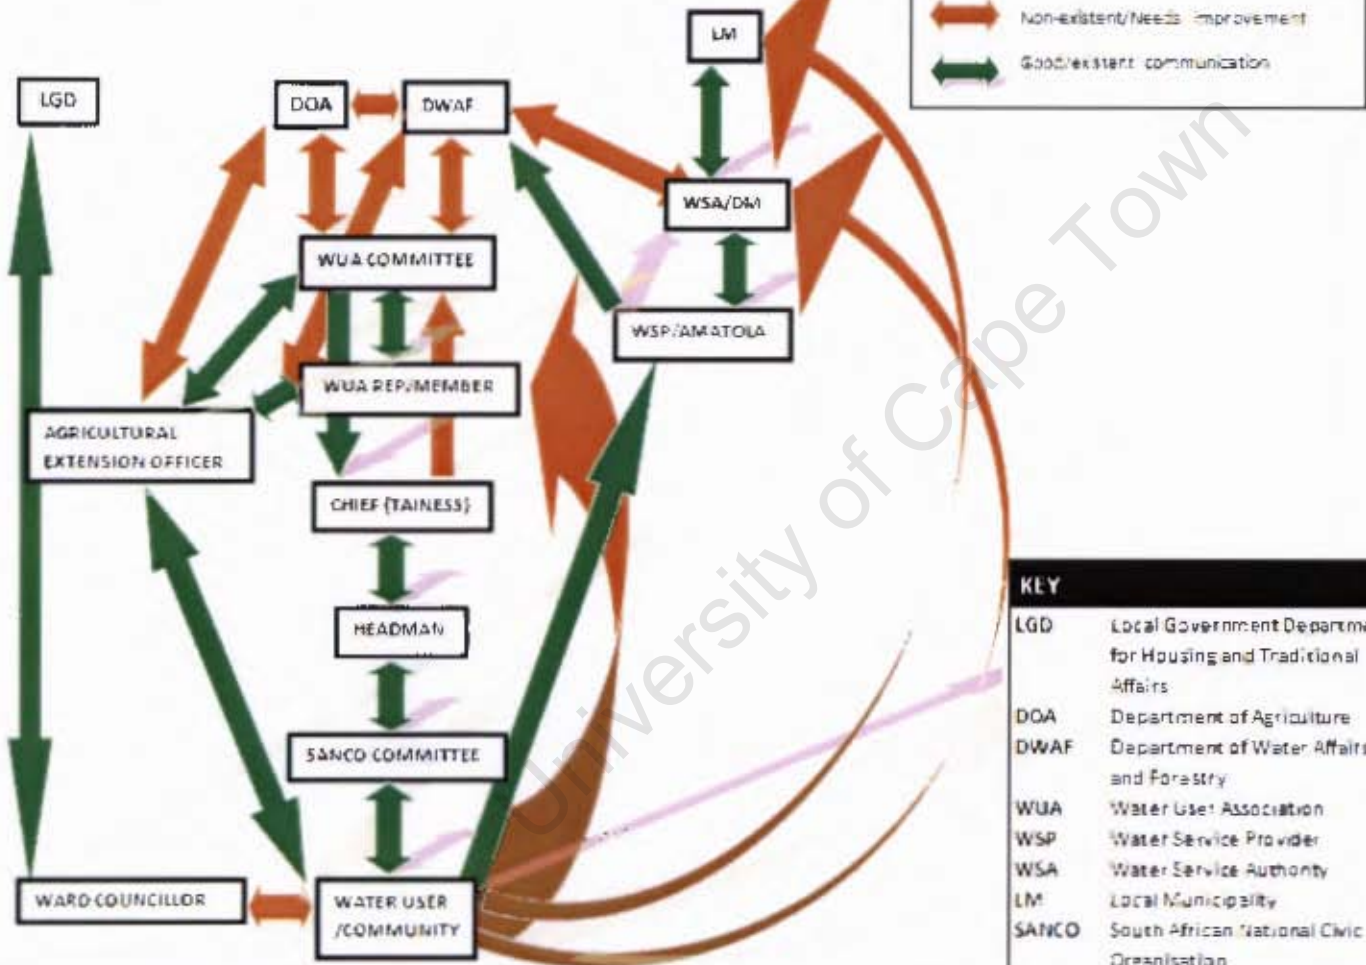 LM
Non-existent/Needs improvement
Good/existent communication
LGD
DOA
DWAF
WSA/DM
WUA COMMITTEE
WSP/AMATOLA
WUA REP/MEMBER
AGRICULTURAL
EXTENSION OFFICER
CHIEF (TAINESS)
HEADMAN
SANCO COMMITTEE
WARD COUNCILLOR
WATER USER
/COMMUNITY
KEY
LGD Local Government Departme
for Housing and Traditional
Affairs
DOA Department of Agriculture
DWAF Department of Water Affairs
and Forestry
WUA Water User Association
WSP Water Service Provider
WSA Water Service Authority
LM Local Municipality
SANCO South African National Civic
Organisation
University of Cape Town